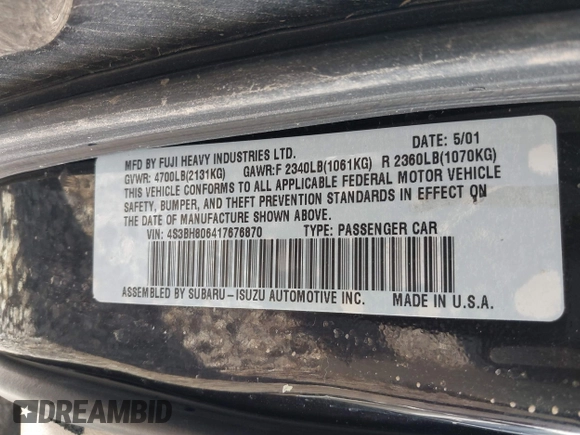 DATE: 5/01
MFD BY FUJI HEAVY INDUSTRIES LTD.
GVWR: 4700LB(2131KG) GAWR:F 2340LB(1061KG) R 2360LB(1070KG)
THIS VEHICLE CONFORMS TO ALL APPLICABLE FEDERAL MOTOR VEHICLE
SAFETY, BUMPER, AND THEFT PREVENTION STANDARDS IN EFFECT ON
THE DATE OF MANUFACTURE SHOWN ABOVE.
VIN: 4S3BH806417676870 TYPE: PASSENGER CAR
ASSEMBLED BY SUBARU-ISUZU AUTOMOTIVE INC. MADE IN U.S.A.
DREAMBID